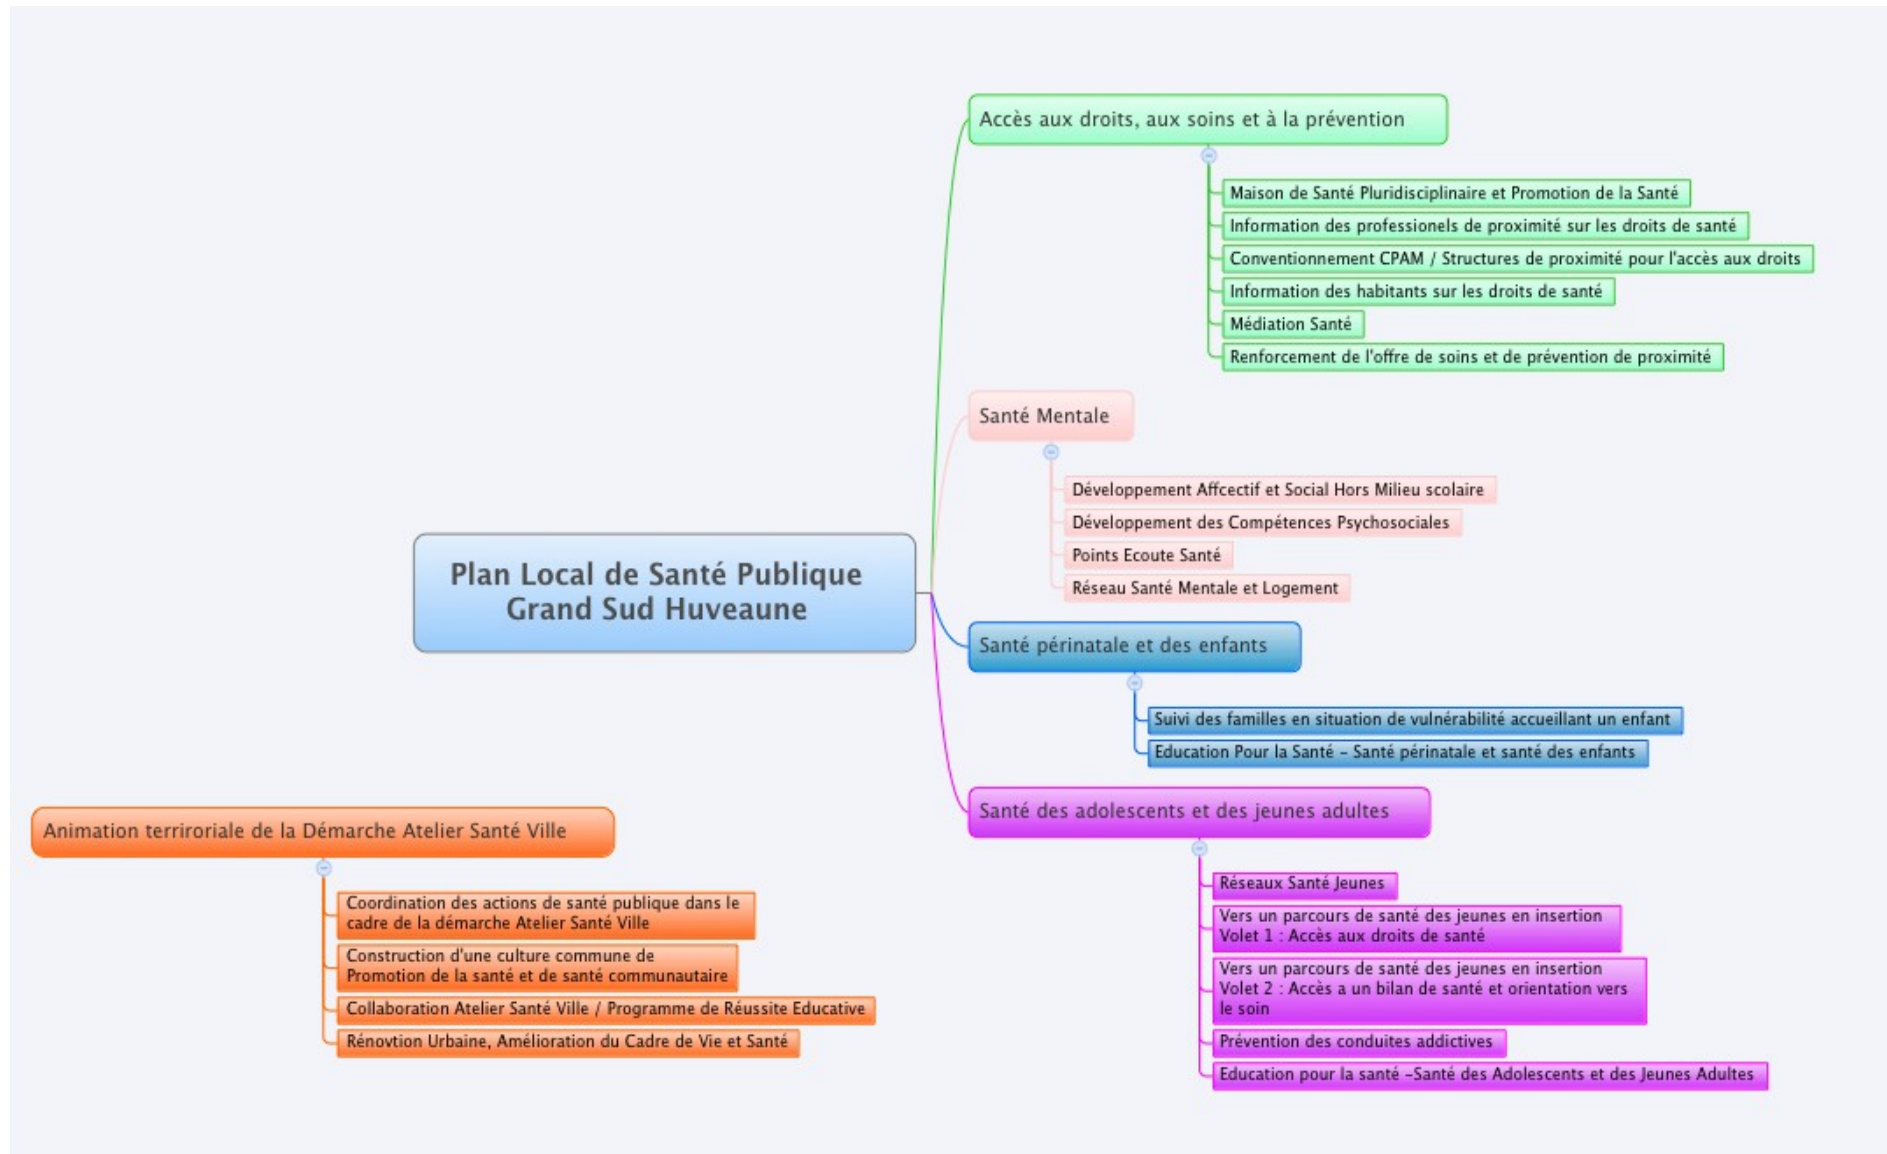 Plan Local de Santé Publique
Grand Sud Huveaune
Accès aux droits, aux soins et à la prévention
Maison de Santé Pluridisciplinaire et Promotion de la Santé
Information des professionels de proximité sur les droits de santé
Conventionnement CPAM / Structures de proximité pour l'accès aux droits
Information des habitants sur les droits de santé
Médiation Santé
Renforcement de l'offre de soins et de prévention de proximité
Santé Mentale
Développement Affcectif et Social Hors Milieu scolaire
Développement des Compétences Psychosociales
Points Ecoute Santé
Réseau Santé Mentale et Logement
Santé périnatale et des enfants
Suivi des familles en situation de vulnérabilité accueillant un enfant
Education Pour la Santé – Santé périnatale et santé des enfants
Santé des adolescents et des jeunes adultes
Réseaux Santé Jeunes
Vers un parcours de santé des jeunes en insertion
Volet 1 : Accès aux droits de santé
Vers un parcours de santé des jeunes en insertion
Volet 2 : Accès a un bilan de santé et orientation vers
le soin
Prévention des conduites addictives
Education pour la santé –Santé des Adolescents et des Jeunes Adultes
Animation terriroriale de la Démarche Atelier Santé Ville
Coordination des actions de santé publique dans le
cadre de la démarche Atelier Santé Ville
Construction d'une culture commune de
Promotion de la santé et de santé communautaire
Collaboration Atelier Santé Ville / Programme de Réussite Educative
Rénovtion Urbaine, Amélioration du Cadre de Vie et Santé